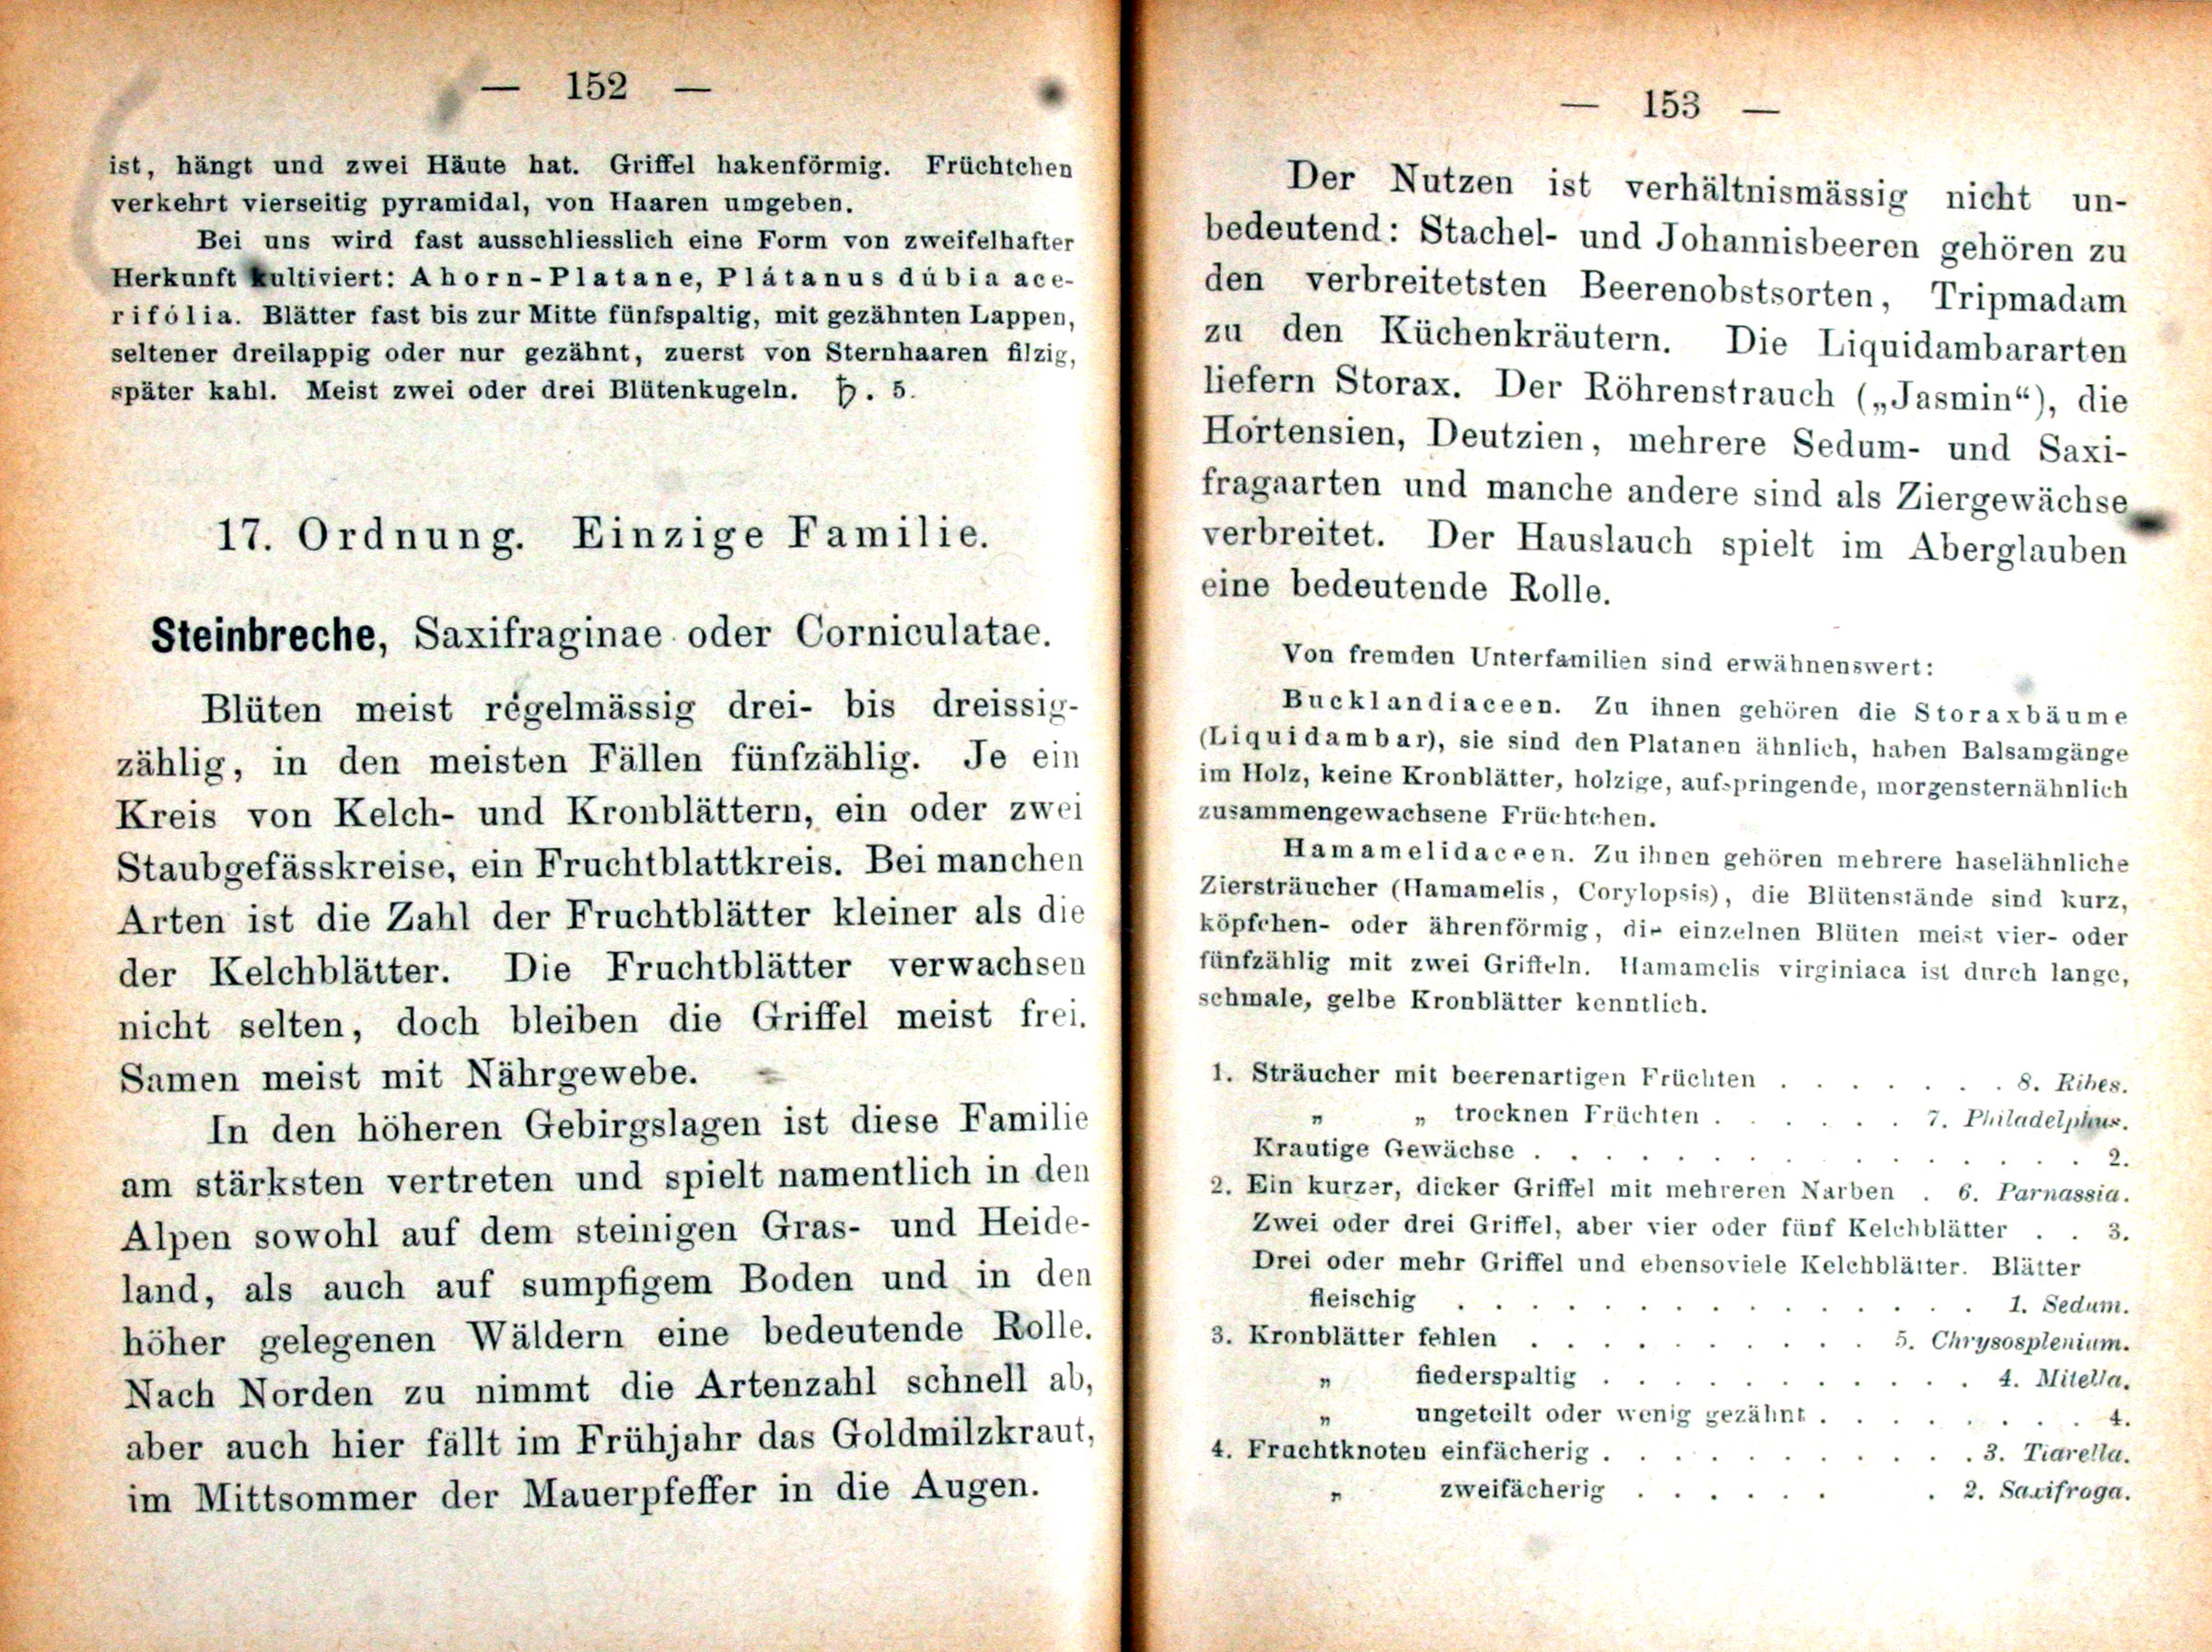 — 152 —
ist, hängt und zwei Häute hat. Griffel hakenförmig. Früchtchen
verkehrt vierseitig pyramidal, von Haaren umgeben.
Bei uns wird fast ausschliesslich eine Form von zweifelhafter
Herkunft kultiviert: Ahorn-Platane, Plátanus dúbia ace-
rifólia. Blätter fast bis zur Mitte fünfspaltig, mit gezähnten Lappen,
seltener dreilappig oder nur gezähnt, zuerst von Sternhaaren filzig,
später kahl. Meist zwei oder drei Blütenkugeln. ♄. 5.
17. Ordnung. Einzige Familie.
Steinbreche, Saxifraginae oder Corniculatae.
Blüten meist regelmässig drei- bis dreissig-
zählig, in den meisten Fällen fünfzählig. Je ein
Kreis von Kelch- und Kronblättern, ein oder zwei
Staubgefässkreise, ein Fruchtblattkreis. Bei manchen
Arten ist die Zahl der Fruchtblätter kleiner als die
der Kelchblätter. Die Fruchtblätter verwachsen
nicht selten, doch bleiben die Griffel meist frei.
Samen meist mit Nährgewebe.
In den höheren Gebirgslagen ist diese Familie
am stärksten vertreten und spielt namentlich in den
Alpen sowohl auf dem steinigen Gras- und Heide-
land, als auch auf sumpfigem Boden und in den
höher gelegenen Wäldern eine bedeutende Rolle.
Nach Norden zu nimmt die Artenzahl schnell ab,
aber auch hier fällt im Frühjahr das Goldmilzkraut,
im Mittsommer der Mauerpfeffer in die Augen.
— 153 —
Der Nutzen ist verhältnismässig nicht un-
bedeutend: Stachel- und Johannisbeeren gehören zu
den verbreitetsten Beerenobstsorten, Tripmadam
zu den Küchenkräutern. Die Liquidambararten
liefern Storax. Der Röhrenstrauch („Jasmin“), die
Hortensien, Deutzien, mehrere Sedum- und Saxi-
fragaarten und manche andere sind als Ziergewächse
verbreitet. Der Hauslauch spielt im Aberglauben
eine bedeutende Rolle.
Von fremden Unterfamilien sind erwähnenswert:
Bucklandiaceen. Zu ihnen gehören die Storaxbäume
(Liquidambar), sie sind den Platanen ähnlich, haben Balsamgänge
im Holz, keine Kronblätter, holzige, aufspringende, morgensternähnlich
zusammengewachsene Früchtchen.
Hamamelidaceen. Zu ihnen gehören mehrere haselähnliche
Ziersträucher (Hamamelis, Corylopsis), die Blütenstände sind kurz,
köpfchen- oder ährenförmig, die einzelnen Blüten meist vier- oder
fünfzählig mit zwei Griffeln. Hamamelis virginiaca ist durch lange,
schmale, gelbe Kronblätter kenntlich.
1. Sträucher mit beerenartigen Früchten . . . . . . . 8. Ribes.
„ „ trocknen Früchten . . . . . . 7. Philadelphus.
Krautige Gewächse . . . . . . . . . . . . . 2.
2. Ein kurzer, dicker Griffel mit mehreren Narben . 6. Parnassia.
Zwei oder drei Griffel, aber vier oder fünf Kelchblätter . . 3.
Drei oder mehr Griffel und ebensoviele Kelchblätter. Blätter
fleischig . . . . . . . . . . . . . . . 1. Sedum.
3. Kronblätter fehlen . . . . . . . . . . 5. Chrysosplenium.
„ fiederspaltig . . . . . . . . . . . 4. Mitella.
„ ungeteilt oder wenig gezähnt . . . . . . . . 4.
4. Fruchtknoten einfächerig . . . . . . . . . . . 3. Tiarella.
„ zweifächerig . . . . . . . 2. Saxifraga.